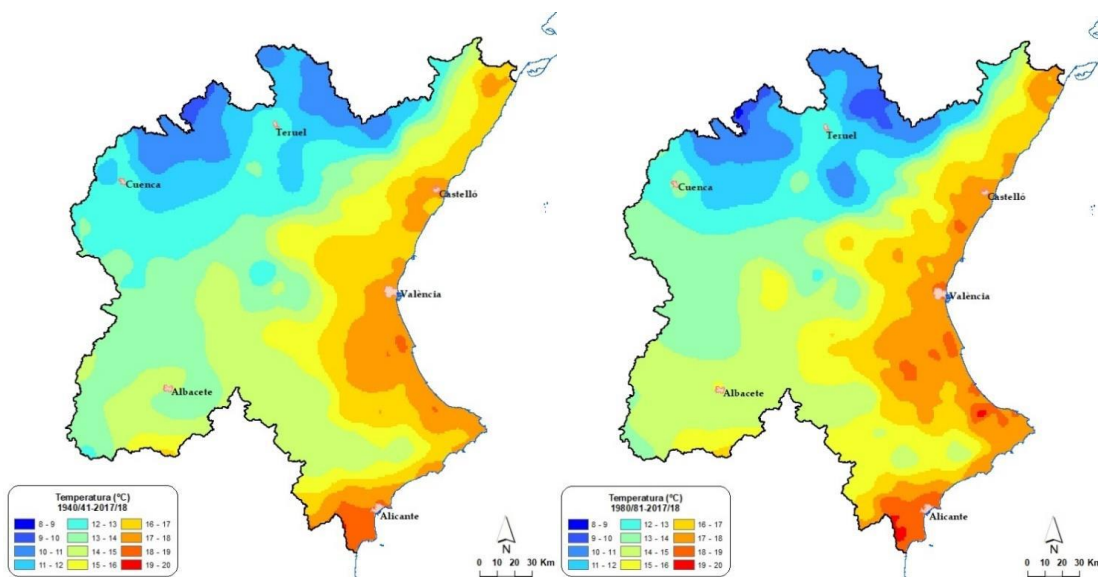 Teruel
Cuenca
Castelló
València
Albacete
Alicante
Temperatura (°C)
1940/41-2017/18
8 - 9
12 - 13
16 - 17
9 - 10
13 - 14
17 - 18
10 - 11
14 - 15
18 - 19
11 - 12
15 - 16
19 - 20
N
0 5 10 20 30 Km
Teruel
Cuenca
Castelló
València
Albacete
Alicante
Temperatura (°C)
1980/81-2017/18
8 - 9
12 - 13
16 - 17
9 - 10
13 - 14
17 - 18
10 - 11
14 - 15
18 - 19
11 - 12
15 - 16
19 - 20
N
0 5 10 20 30 Km